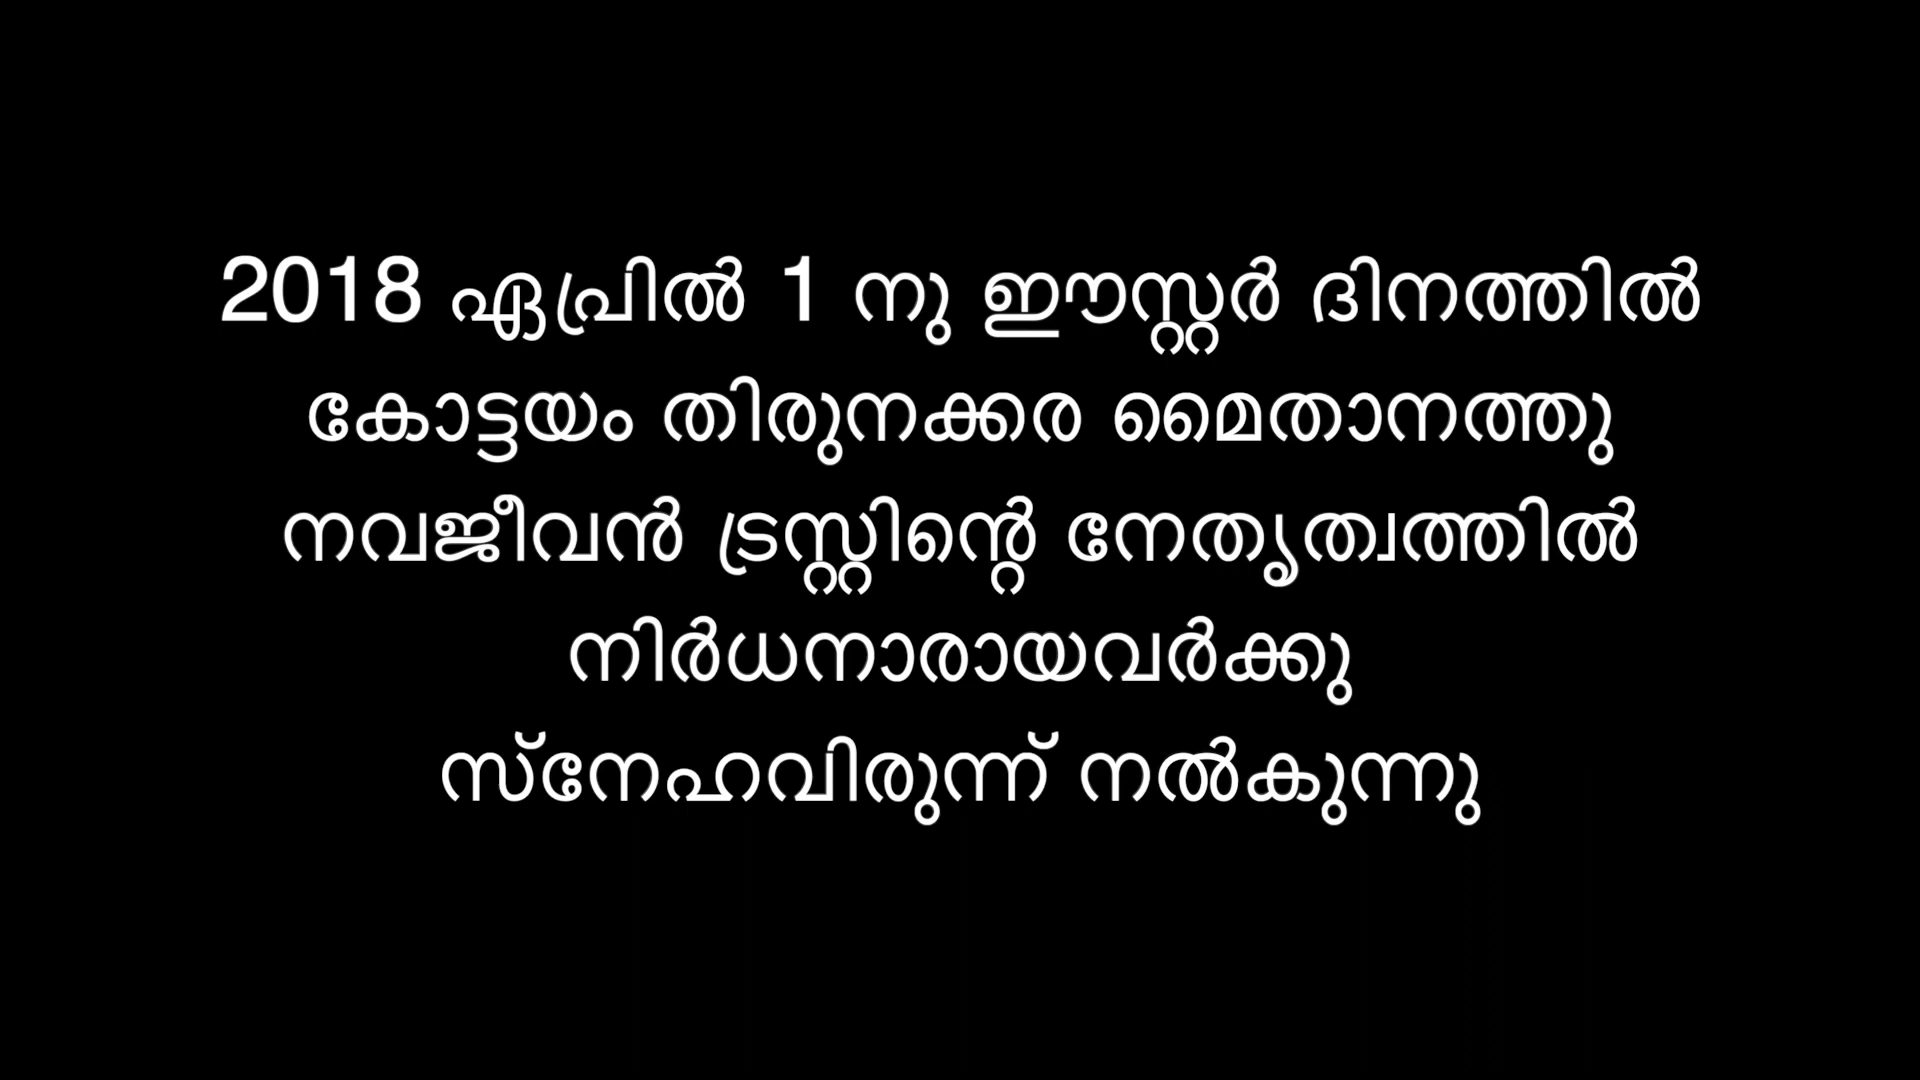 2018 ഏപ്രിൽ 1 നു ഈസ്റ്റർ ദിനത്തിൽ
കോട്ടയം തിരുനക്കര മൈതാനത്തു
നവജീവൻ ട്രസ്റ്റിന്റെ നേതൃത്വത്തിൽ
നിർധനാരായവർക്കു
സ്നേഹവിരുന്ന് നൽകുന്നു